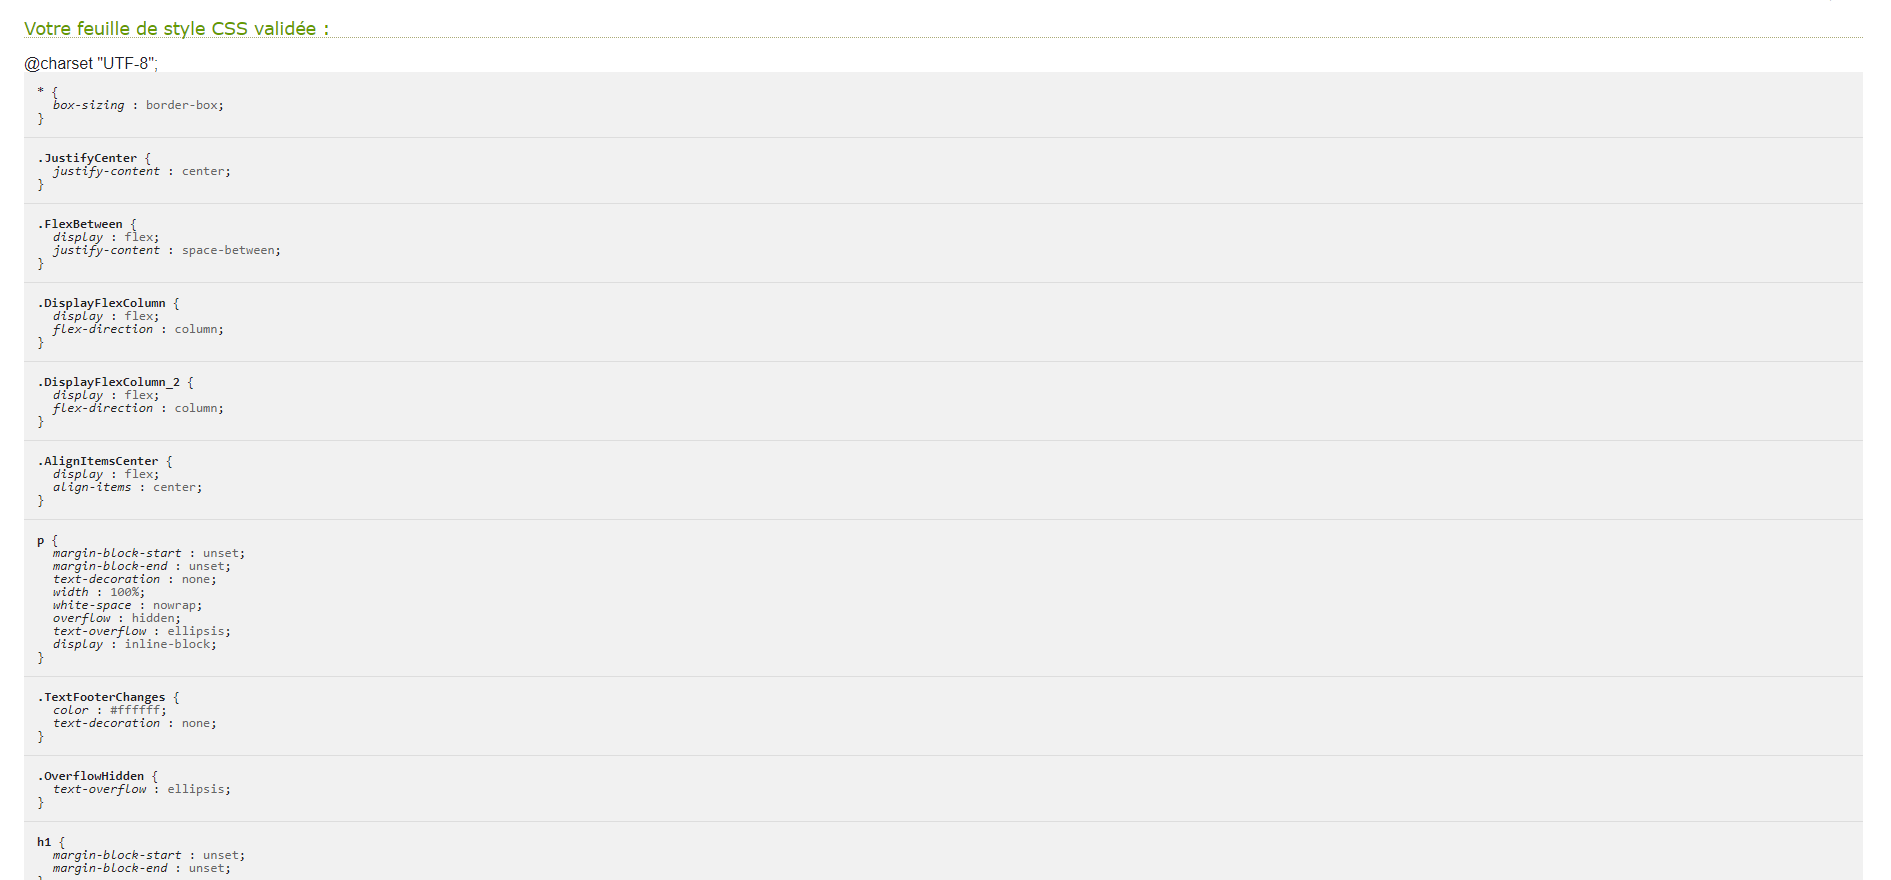 Votre feuille de style CSS validée :
@charset "UTF-8";
* {
box-sizing : border-box;
}
.JustifyCenter {
justify-content : center;
}
.FlexBetween {
display : flex;
justify-content : space-between;
}
.DisplayFlexColumn {
display : flex;
flex-direction : column;
}
.DisplayFlexColumn_2 {
display : flex;
flex-direction : column;
}
.AlignItemsCenter {
display : flex;
align-items : center;
}
p {
margin-block-start : unset;
margin-block-end : unset;
text-decoration : none;
width : 100%;
white-space : nowrap;
overflow : hidden;
text-overflow : ellipsis;
display : inline-block;
}
.TextFooterChanges {
color : #ffffff;
text-decoration : none;
}
.OverflowHidden {
text-overflow : ellipsis;
}
h1 {
margin-block-start : unset;
margin-block-end : unset;